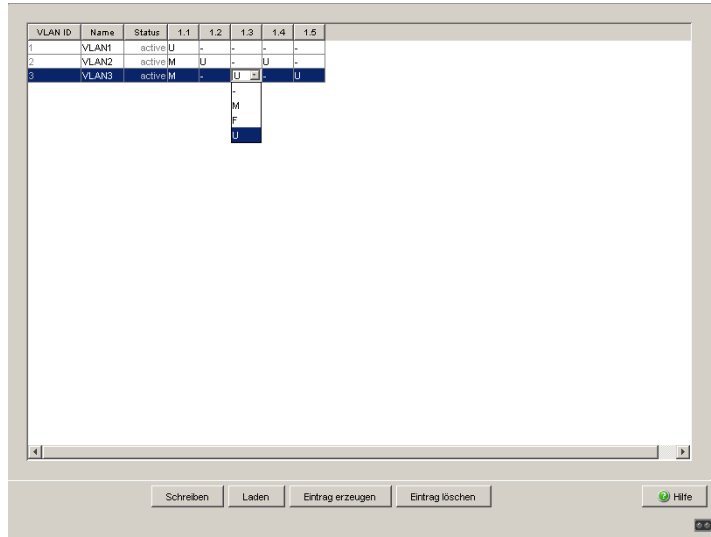 VLAN ID Name Status 1.1 1.2 1.3 1.4 1.5
1 VLAN1 active U - - - -
2 VLAN2 active M U - U -
3 VLAN3 active M - U - U
-
M
F
U
Schreiben Laden Eintrag erzeugen Eintrag löschen Hilfe